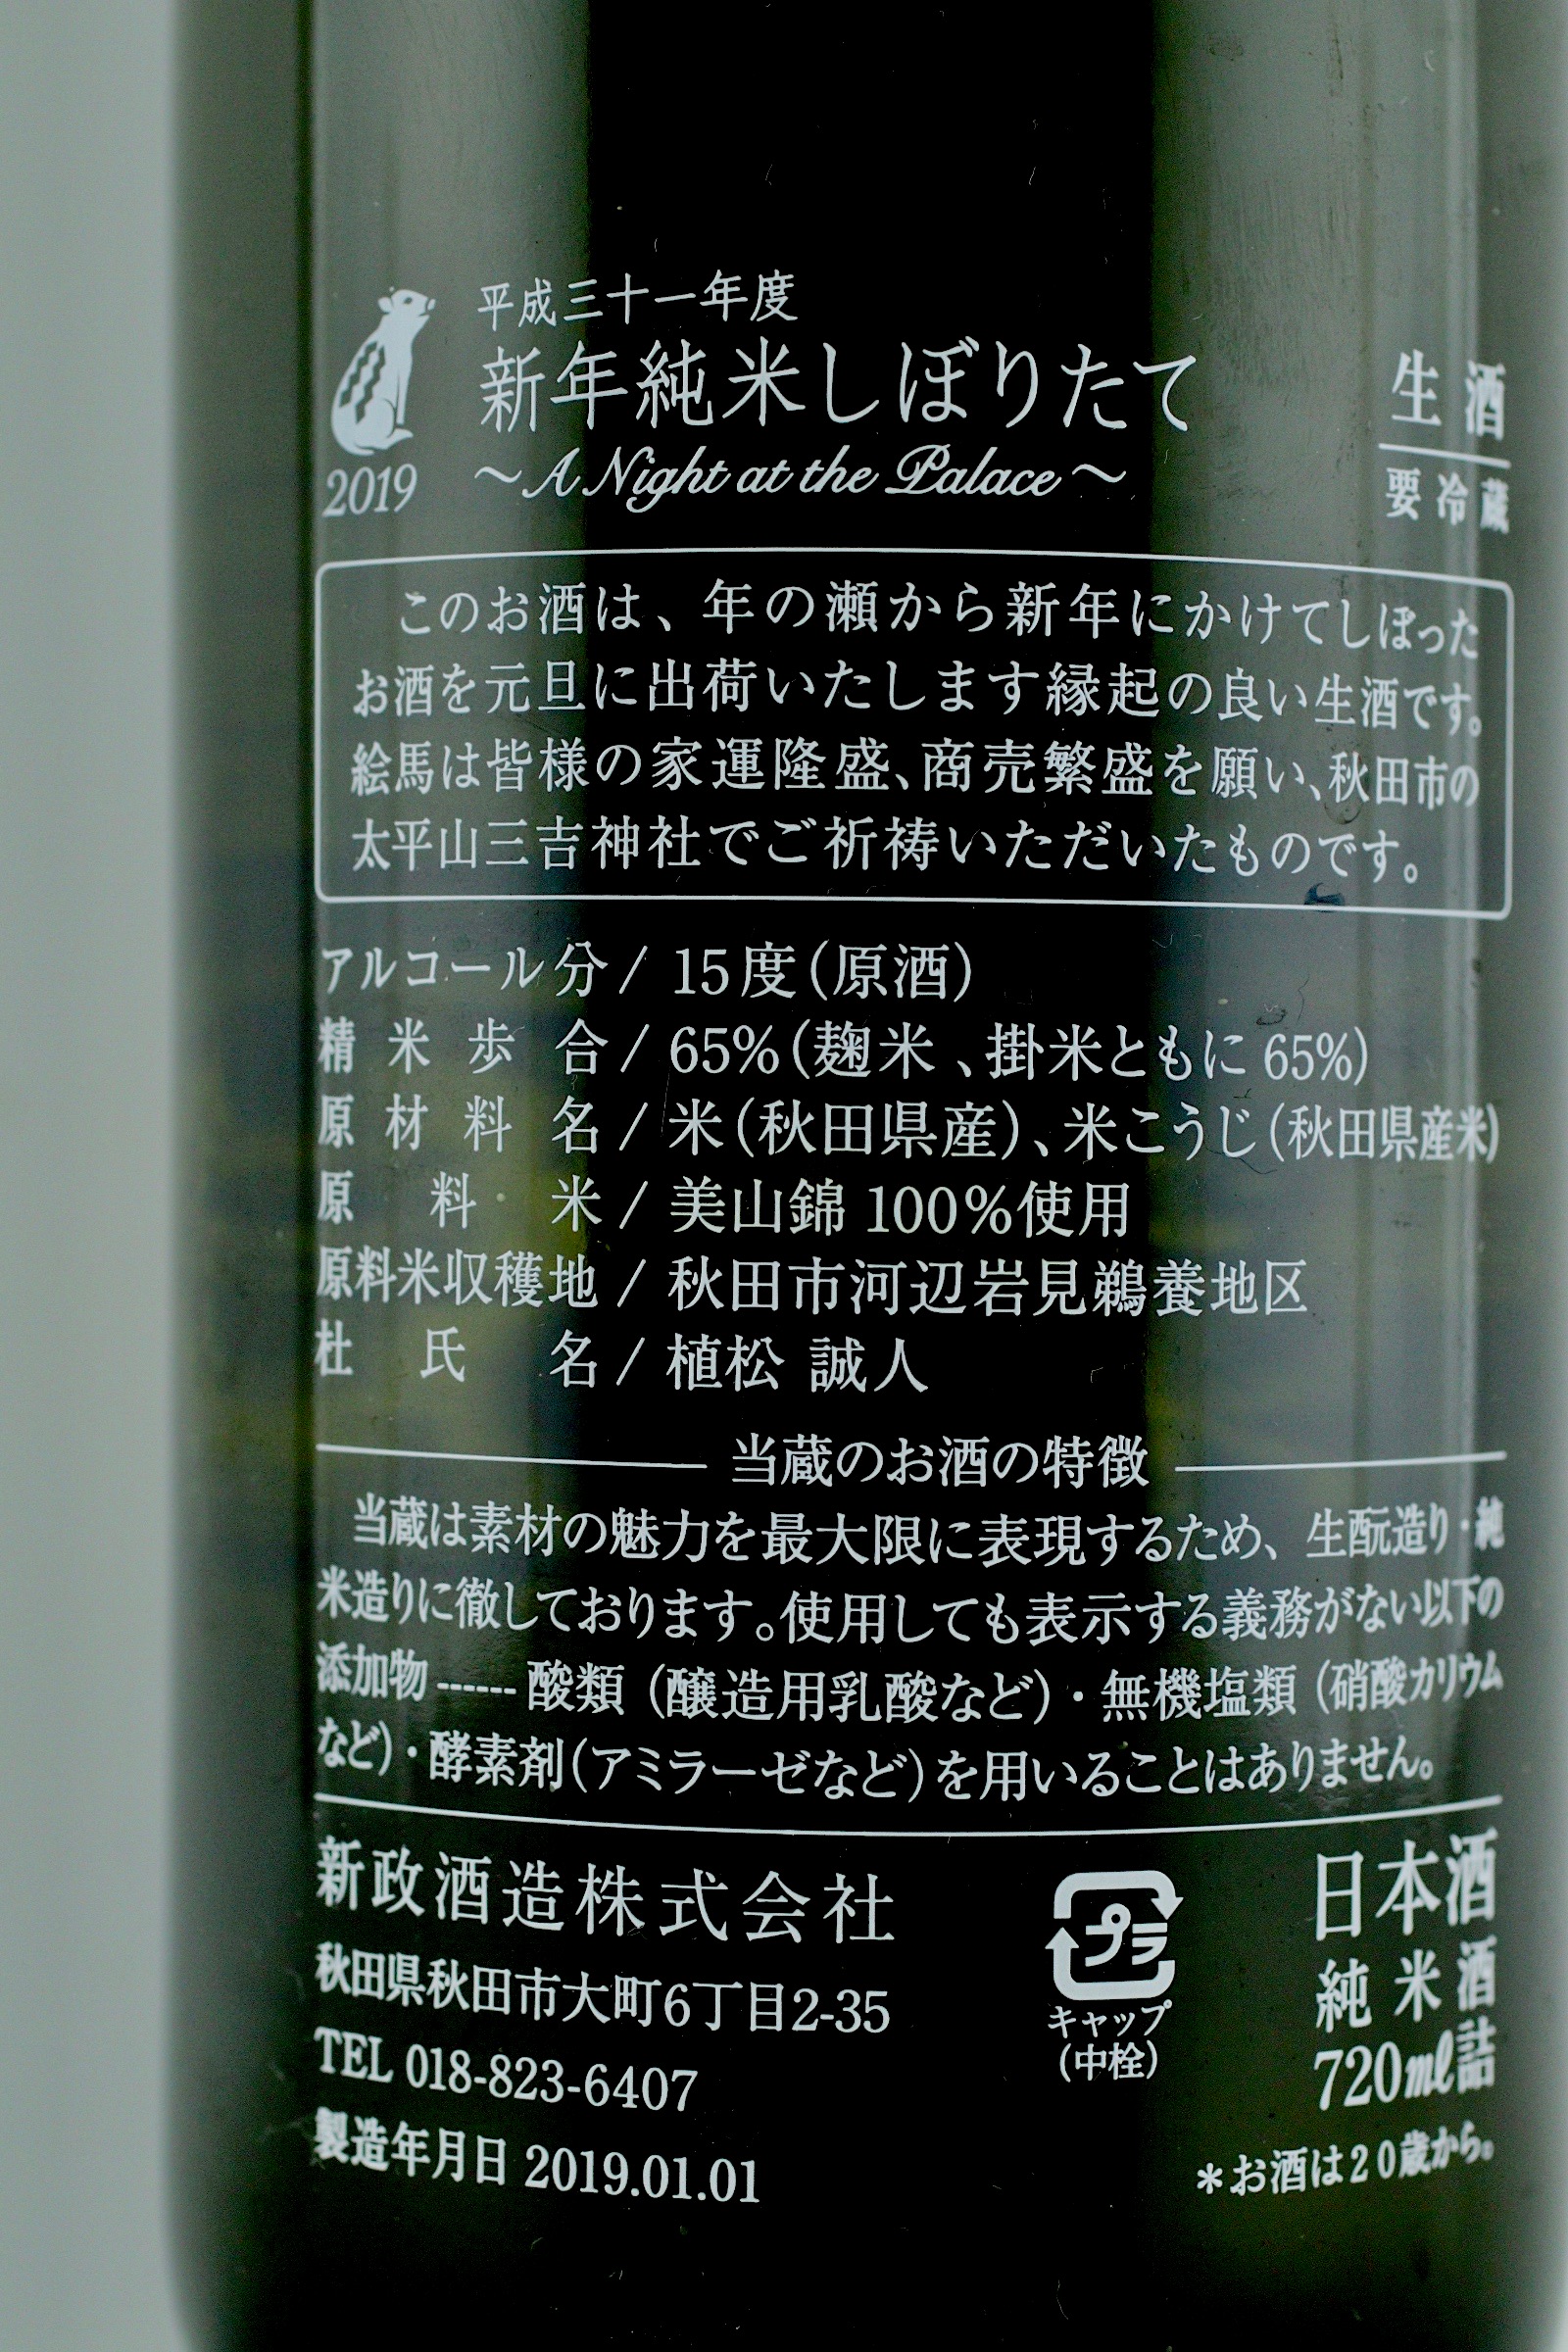 平成三十一年度
新年純米しぼりたて
〜A Night at the Palace〜
2019
生酒
要冷蔵
このお酒は、年の瀬から新年にかけてしぼった
お酒を元旦に出荷いたします縁起の良い生酒です。
絵馬は皆様の家運隆盛、商売繁盛を願い、秋田市の
太平山三吉神社でご祈祷いただいたものです。
アルコール分/ 15度(原酒)
精米歩合/ 65%(麹米、掛米ともに65%)
原材料名/ 米(秋田県産)、米こうじ(秋田県産米)
原料米/ 美山錦 100%使用
原料米収穫地/ 秋田市河辺岩見鵜養地区
杜氏名/ 植松 誠人
当蔵のお酒の特徴
当蔵は素材の魅力を最大限に表現するため、生酛造り・純
米造りに徹しております。使用しても表示する義務がない以下の
添加物------酸類(醸造用乳酸など)・無機塩類(硝酸カリウム
など)・酵素剤(アミラーゼなど)を用いることはありません。
新政酒造株式会社
秋田県秋田市大町6丁目2-35
TEL 018-823-6407
製造年月日 2019.01.01
プラ
キャップ
(中栓)
日本酒
純米酒
720mℓ詰
*お酒は20歳から。